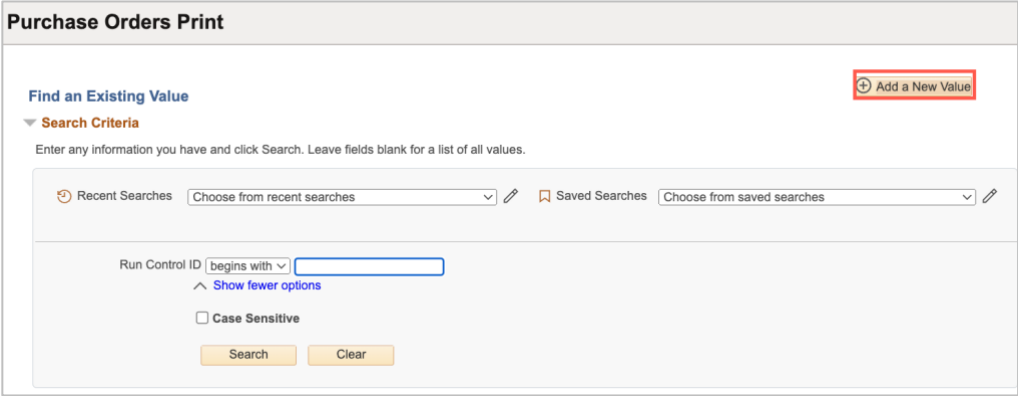 Purchase Orders Print
Add a New Value
Find an Existing Value
Search Criteria
Enter any information you have and click Search. Leave fields blank for a list of all values.
Recent Searches Choose from recent searches Saved Searches Choose from saved searches
Run Control ID begins with
Show fewer options
Case Sensitive
Search Clear